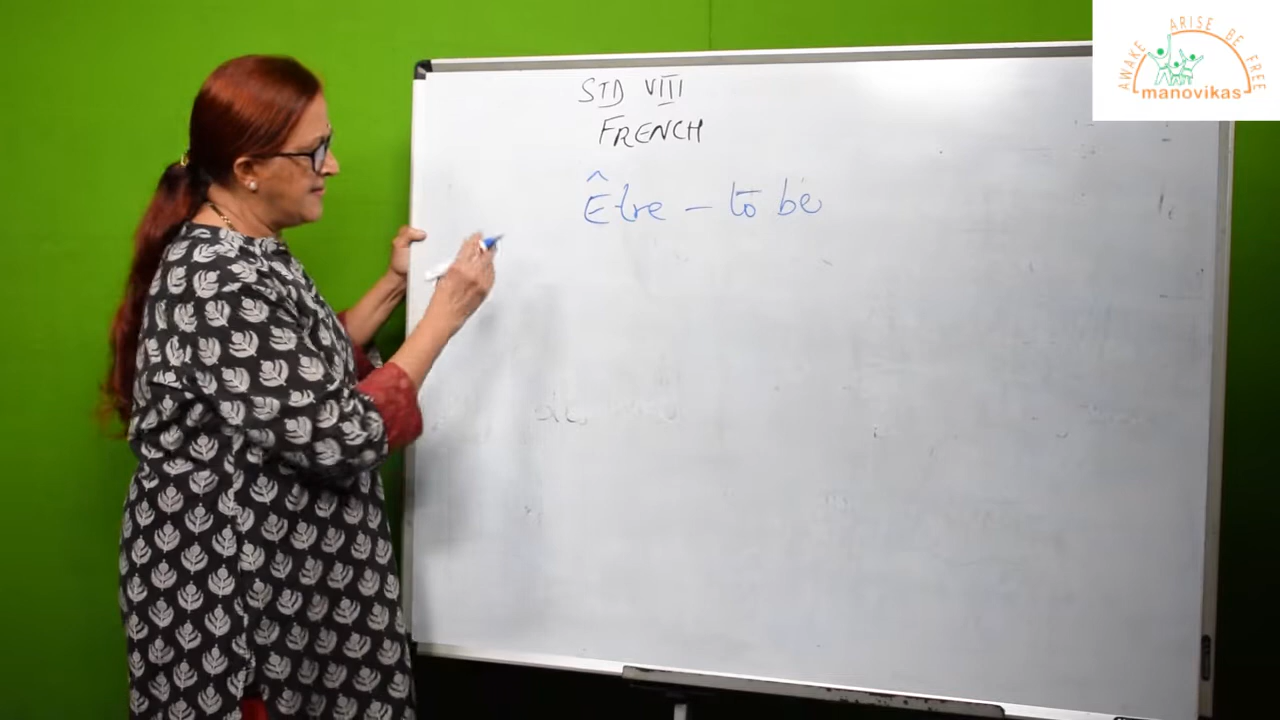 STD VIII
FRENCH
Être - to be
AWAKE ARISE BE FREE
manovikas